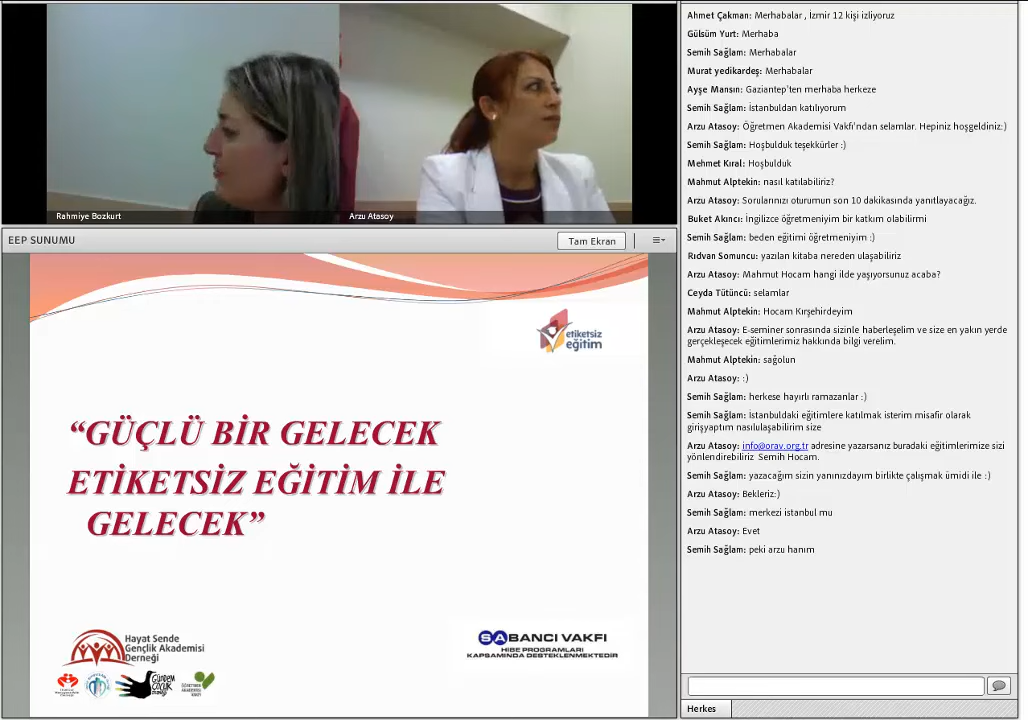 Rahmiye Bozkurt
Arzu Atasoy
EEP SUNUMU
Tam Ekran
etiketsiz
eğitim
“GÜÇLÜ BİR GELECEK
ETİKETSİZ EĞİTİM İLE
GELECEK”
Hayat Sende
Gençlik Akademisi
Derneği
Gündem
Çocuk
SABANCI VAKFI
HİBE PROGRAMLARI
KAPSAMINDA DESTEKLENMEKTEDİR
Ahmet Çakman: Merhabalar , İzmir 12 kişi izliyoruz
Gülsüm Yurt: Merhaba
Semih Sağlam: Merhabalar
Murat yedikardeş: Merhabalar
Ayşe Mansın: Gaziantep'ten merhaba herkeze
Semih Sağlam: İstanbuldan katılıyorum
Arzu Atasoy: Öğretmen Akademisi Vakfı'ndan selamlar. Hepiniz hoşgeldiniz:)
Semih Sağlam: Hoşbulduk teşekkürler :)
Mehmet Kıral: Hoşbulduk
Mahmut Alptekin: nasıl katılabiliriz?
Arzu Atasoy: Sorularınızı oturumun son 10 dakikasında yanıtlayacağız.
Buket Akıncı: İngilizce öğretmeniyim bir katkım olabilirmi
Semih Sağlam: beden eğitimi öğretmeniyim :)
Rıdvan Somuncu: yazılan kitaba nereden ulaşabiliriz
Arzu Atasoy: Mahmut Hocam hangi ilde yaşıyorsunuz acaba?
Ceyda Tütüncü: selamlar
Mahmut Alptekin: Hocam Kırşehirdeyim
Arzu Atasoy: E-seminer sonrasında sizinle haberleşelim ve size en yakın yerde
gerçekleşecek eğitimlerimiz hakkında bilgi verelim.
Mahmut Alptekin: sağolun
Arzu Atasoy: :)
Semih Sağlam: herkese hayırlı ramazanlar :)
Semih Sağlam: İstanbuldaki eğitimlere katılmak isterim misafir olarak
girişyaptım nasılulaşabilirim size
Arzu Atasoy: info@orav.org.tr adresine yazarsanız buradaki eğitimlerimize sizi
yönlendirebiliriz Semih Hocam.
Semih Sağlam: yazacağım sizin yanınızdayım birlikte çalışmak ümidi ile :)
Arzu Atasoy: Bekleriz:)
Semih Sağlam: merkezi istanbul mu
Arzu Atasoy: Evet
Semih Sağlam: peki arzu hanım
Herkes